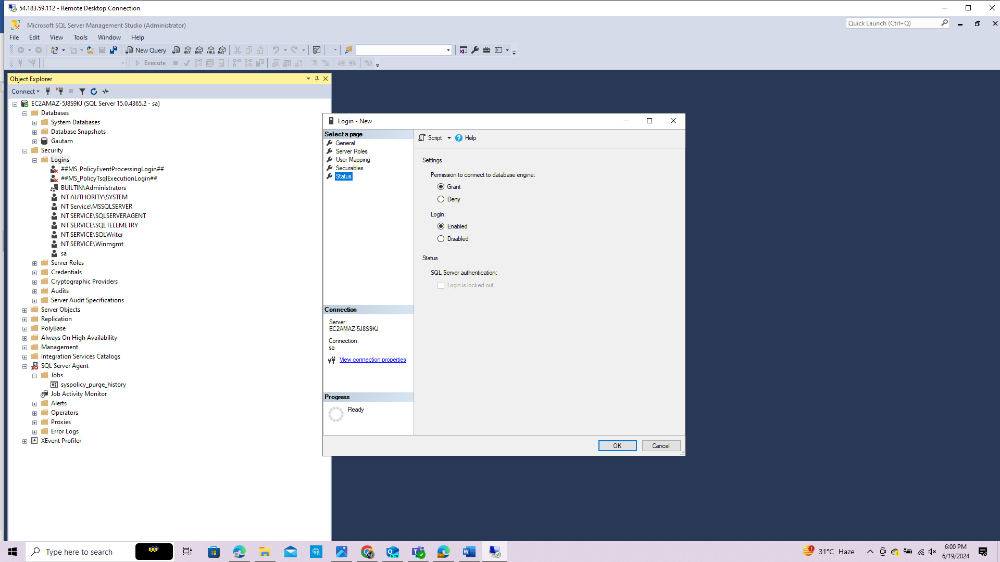 54.183.59.112 - Remote Desktop Connection
Microsoft SQL Server Management Studio (Administrator)
Quick Launch (Ctrl+Q)
File Edit View Tools Window Help
New Query MDX DMX XMLA DAX
Execute
Object Explorer
Connect
EC2AMAZ-5J8S9KJ (SQL Server 15.0.4365.2 - sa)
Databases
System Databases
Database Snapshots
Gautam
Security
Logins
##MS_PolicyEventProcessingLogin##
##MS_PolicyTsqlExecutionLogin##
BUILTIN\Administrators
NT AUTHORITY\SYSTEM
NT Service\MSSQLSERVER
NT SERVICE\SQLSERVERAGENT
NT SERVICE\SQLTELEMETRY
NT SERVICE\SQLWriter
NT SERVICE\Winmgmt
sa
Server Roles
Credentials
Cryptographic Providers
Audits
Server Audit Specifications
Server Objects
Replication
PolyBase
Always On High Availability
Management
Integration Services Catalogs
SQL Server Agent
Jobs
syspolicy_purge_history
Job Activity Monitor
Alerts
Operators
Proxies
Error Logs
XEvent Profiler
Login - New
Select a page
General
Server Roles
User Mapping
Securables
Status
Connection
Server:
EC2AMAZ-5J8S9KJ
Connection:
sa
View connection properties
Progress
Ready
Script Help
Settings
Permission to connect to database engine:
Grant
Deny
Login:
Enabled
Disabled
Status
SQL Server authentication:
Login is locked out
OK Cancel
Type here to search
31°C Haze
6:00 PM
6/19/2024